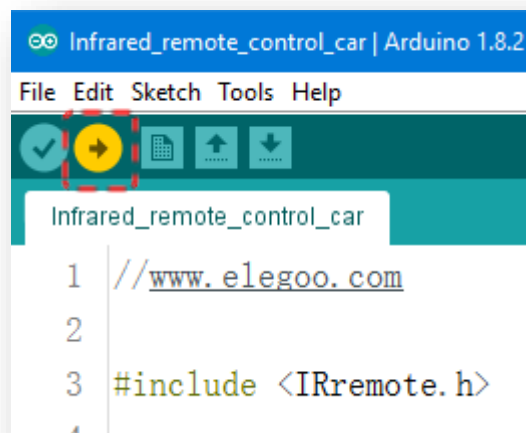 Infrared_remote_control_car | Arduino 1.8.2
File Edit Sketch Tools Help
Infrared_remote_control_car
1 //www.elegoo.com
2
3 #include <IRremote.h>